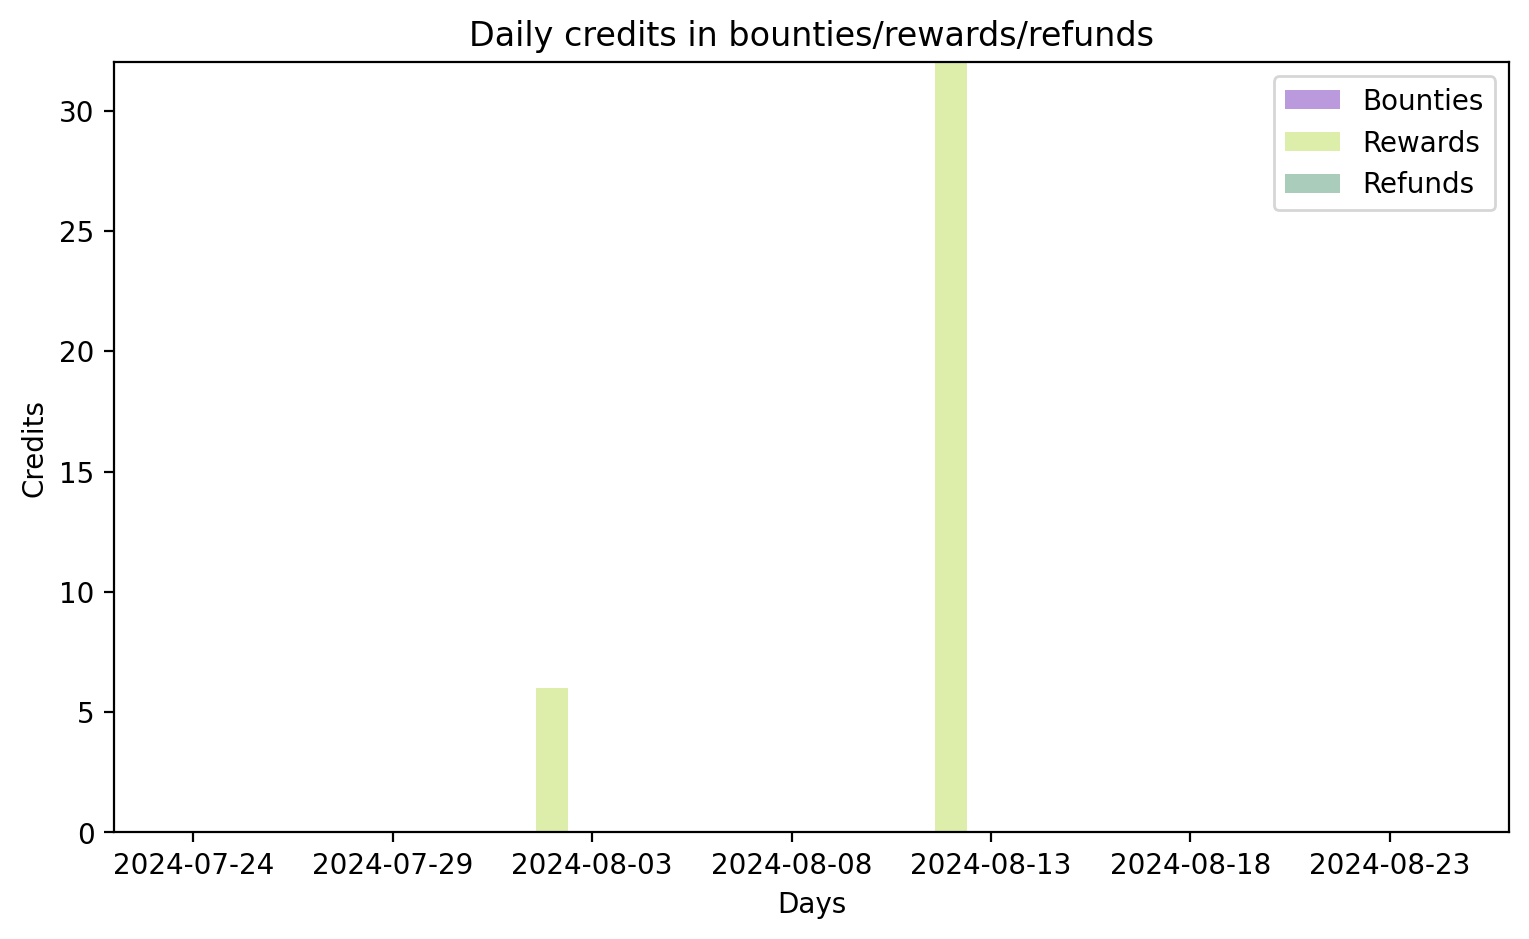 Daily credits in bounties/rewards/refunds
Bounties
Rewards
Refunds
Credits
30
25
20
15
10
5
0
2024-07-24 2024-07-29 2024-08-03 2024-08-08 2024-08-13 2024-08-18 2024-08-23
Days